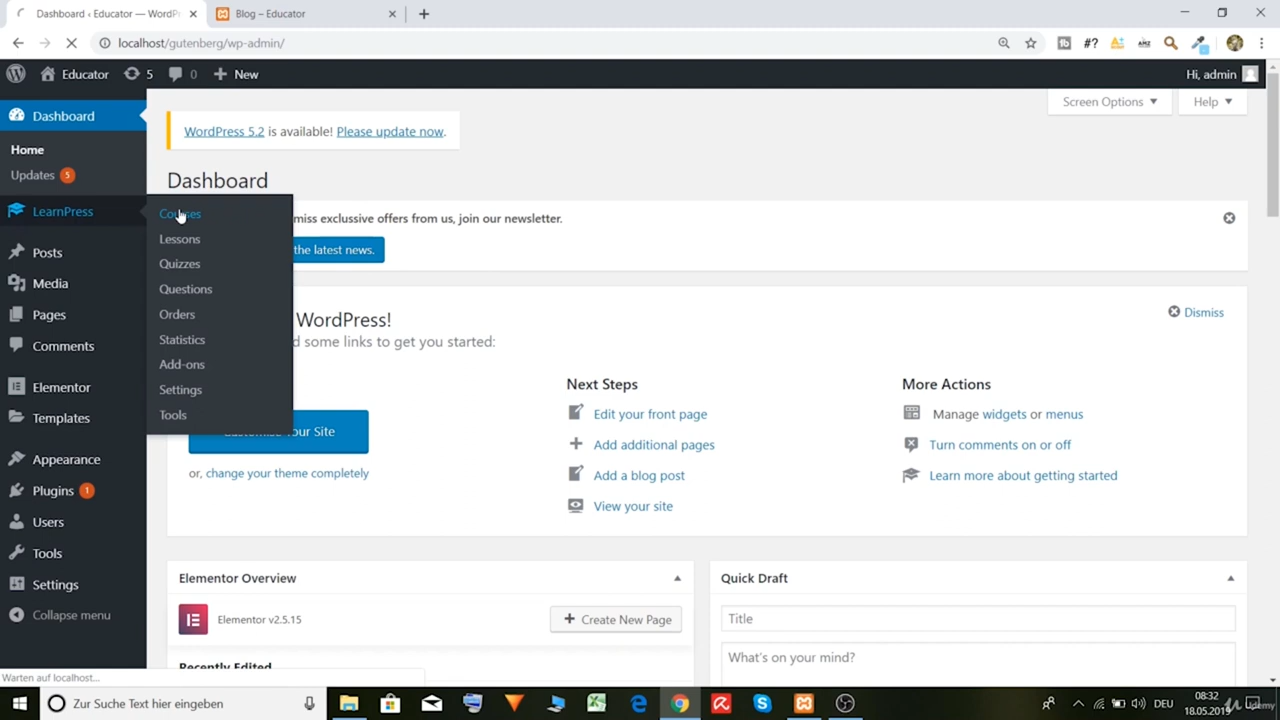 Dashboard ‹ Educator — WordPr
Blog – Educator
localhost/gutenberg/wp-admin/
#?
Educator
5
0
New
Hi, admin
Dashboard
Home
Updates 5
LearnPress
Posts
Media
Pages
Comments
Elementor
Templates
Appearance
Plugins 1
Users
Tools
Settings
Collapse menu
Courses
Lessons
Quizzes
Questions
Orders
Statistics
Add-ons
Settings
Tools
Screen Options
Help
WordPress 5.2 is available! Please update now.
Dashboard
miss exclusive offers from us, join our newsletter.
the latest news.
WordPress!
d some links to get you started:
Dismiss
Customise Your Site
or, change your theme completely
Next Steps
Edit your front page
Add additional pages
Add a blog post
View your site
More Actions
Manage widgets or menus
Turn comments on or off
Learn more about getting started
Elementor Overview
Elementor v2.5.15
Create New Page
Recently Edited
Quick Draft
Title
What's on your mind?
Warten auf localhost...
Zur Suche Text hier eingeben
DEU
08:32
18.05.2019
Udemy